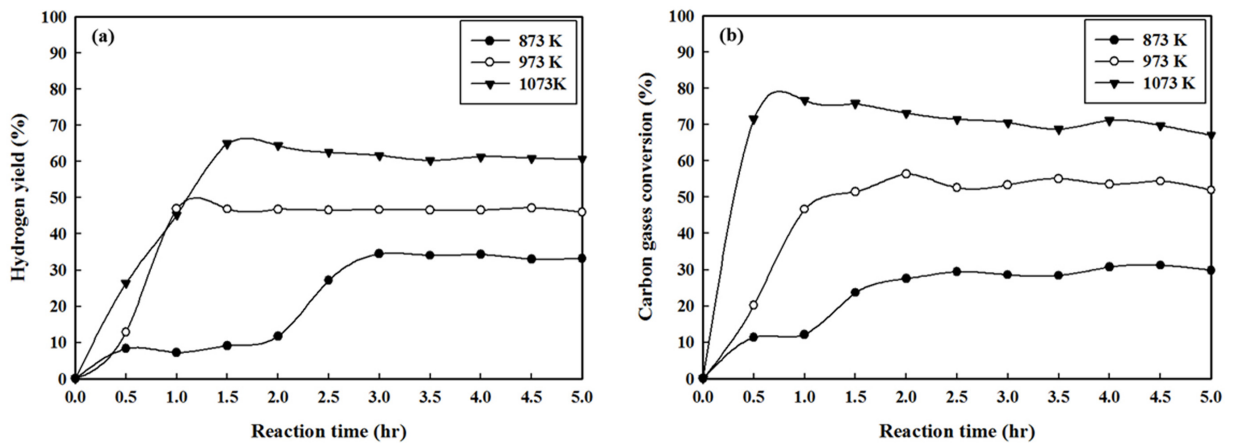 (a)
873 K
973 K
1073K
Hydrogen yield (%)
100
90
80
70
60
50
40
30
20
10
0
0.0 0.5 1.0 1.5 2.0 2.5 3.0 3.5 4.0 4.5 5.0
Reaction time (hr)
(b)
873 K
973 K
1073 K
Carbon gases conversion (%)
100
90
80
70
60
50
40
30
20
10
0
0.0 0.5 1.0 1.5 2.0 2.5 3.0 3.5 4.0 4.5 5.0
Reaction time (hr)